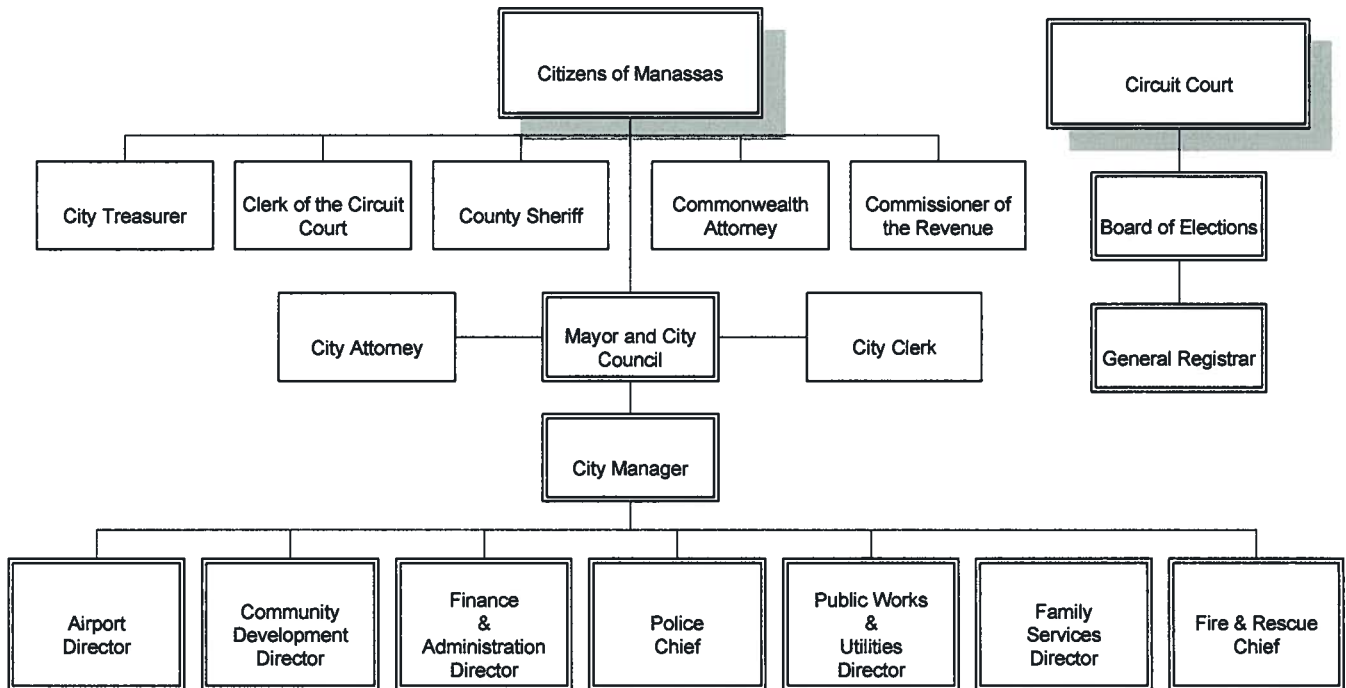 Citizens of Manassas
Circuit Court
City Treasurer
Clerk of the Circuit
Court
County Sheriff
Commonwealth
Attorney
Commissioner of
the Revenue
Board of Elections
City Attorney
Mayor and City
Council
City Clerk
General Registrar
City Manager
Airport
Director
Community
Development
Director
Finance
&
Administration
Director
Police
Chief
Public Works
&
Utilities
Director
Family
Services
Director
Fire & Rescue
Chief